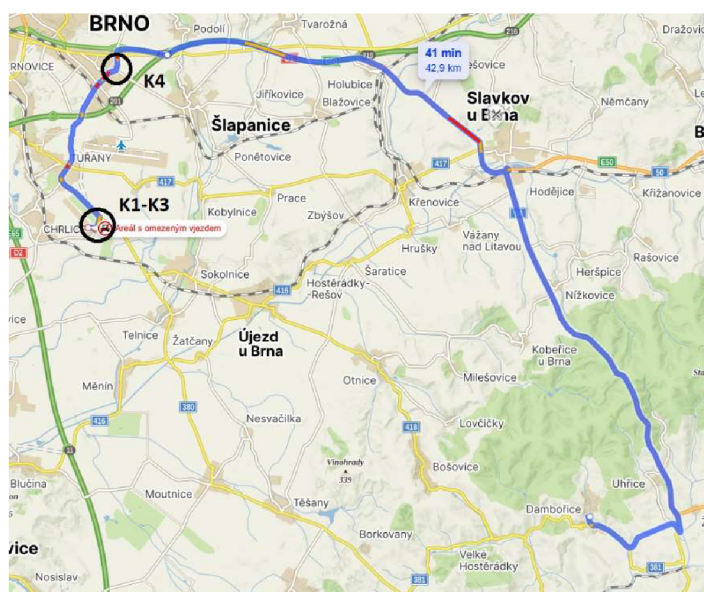 BRNO
Podolí
Tvarožná
Dražovic
216
RNOVICE
K4
Holubice
41 min
42,9 km
Jiříkovice
Blažovice
Slavkov
u Brna
Němčany
Šlapanice
TUŘANY
Ponětovice
417
417
E50
50
K1-K3
Kobylnice
Prace
Zbýšov
Křenovice
Hodějice
Křižanovice
CHRLIC
Areál s omezeným vjezdem
Hrušky
Vážany
nad Litavou
Rašovice
Sokolnice
Šaratice
Heršpice
416
Hostěrádky-
-Rešov
Nížkovice
Telnice
Žatčany
Újezd
u Brna
Kobeřice
u Brna
Otnice
Milešovice
Měnín
416
380
Nesvačilka
Lovčičky
418
Blučina
Vinohrady
339
Bošovice
Uhřice
Moutnice
Těšany
Dambořice
Borkovany
Velké
Hostěrádky
381
381
vice
Nosislav